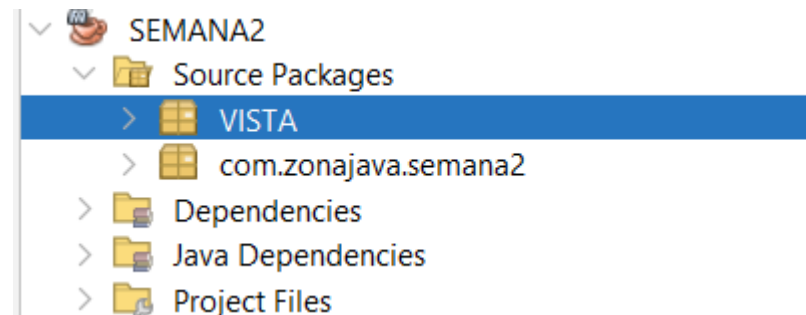 SEMANA2
Source Packages
VISTA
com.zonajava.semana2
Dependencies
Java Dependencies
Project Files